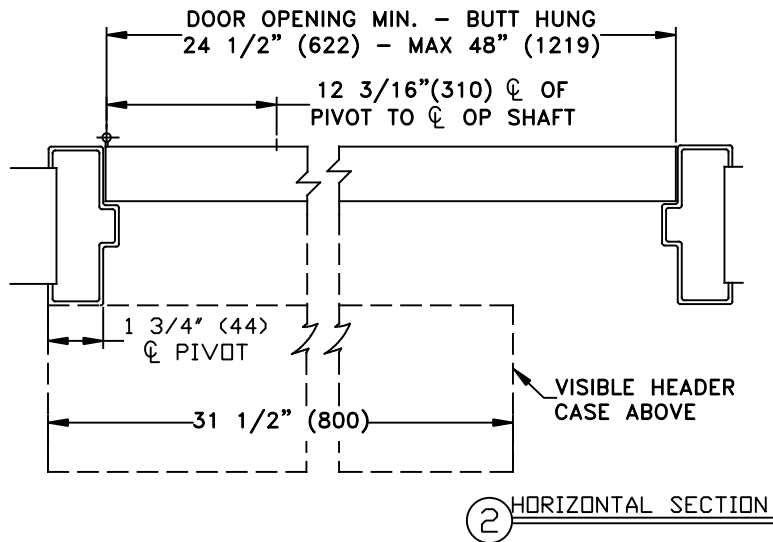 DOOR OPENING MIN. – BUTT HUNG
24 1/2” (622) – MAX 48” (1219)
12 3/16”(310) ℄ OF
PIVOT TO ℄ OP SHAFT
1 3/4” (44)
℄ PIVOT
VISIBLE HEADER
CASE ABOVE
31 1/2” (800)
2 HORIZONTAL SECTION